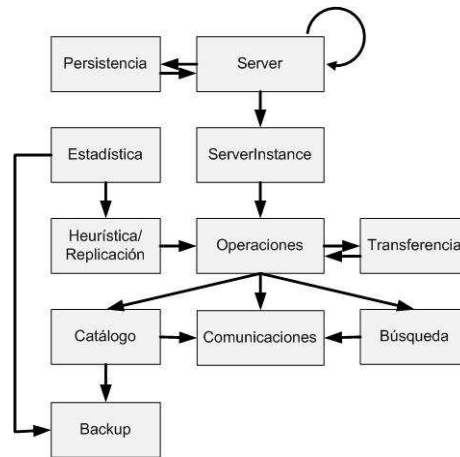 Persistencia
Server
Estadística
ServerInstance
Heurística/
Replicación
Operaciones
Transferencia
Catálogo
Comunicaciones
Búsqueda
Backup